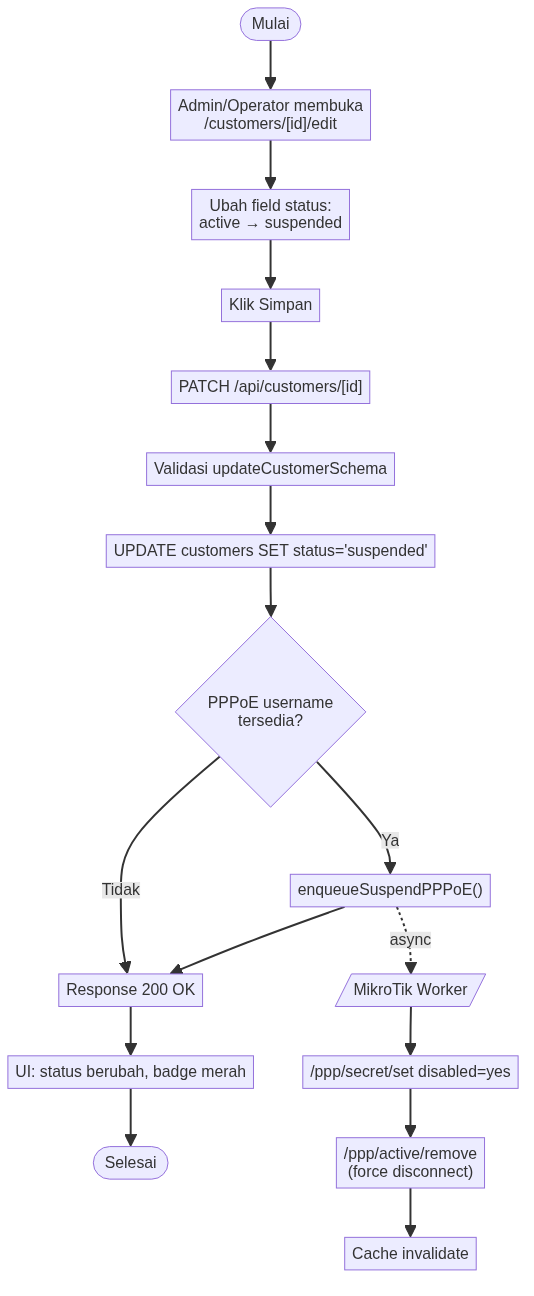 Mulai
Admin/Operator membuka
/customers/[id]/edit
Ubah field status:
active → suspended
Klik Simpan
PATCH /api/customers/[id]
Validasi updateCustomerSchema
UPDATE customers SET status='suspended'
PPPoE username
tersedia?
Ya
Tidak
enqueueSuspendPPPoE()
async
Response 200 OK
MikroTik Worker
UI: status berubah, badge merah
/ppp/secret/set disabled=yes
Selesai
/ppp/active/remove
(force disconnect)
Cache invalidate